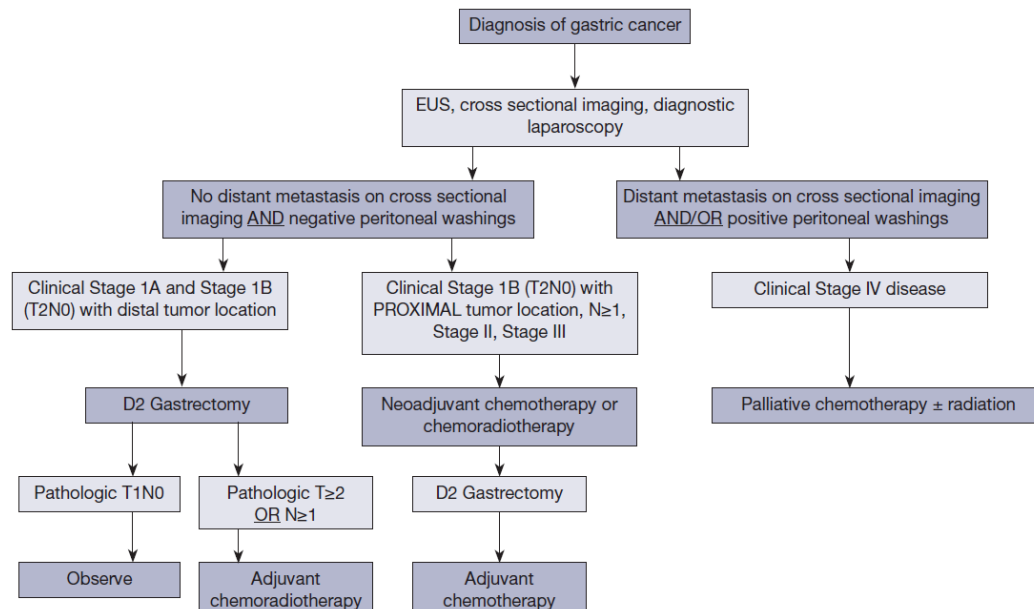 Diagnosis of gastric cancer
EUS, cross sectional imaging, diagnostic
laparoscopy
No distant metastasis on cross sectional
imaging AND negative peritoneal washings
Distant metastasis on cross sectional imaging
AND/OR positive peritoneal washings
Clinical Stage 1A and Stage 1B
(T2N0) with distal tumor location
Clinical Stage 1B (T2N0) with
PROXIMAL tumor location, N≥1,
Stage II, Stage III
Clinical Stage IV disease
D2 Gastrectomy
Neoadjuvant chemotherapy or
chemoradiotherapy
Palliative chemotherapy ± radiation
Pathologic T1N0
Pathologic T≥2
OR N≥1
D2 Gastrectomy
Observe
Adjuvant
chemoradiotherapy
Adjuvant
chemotherapy